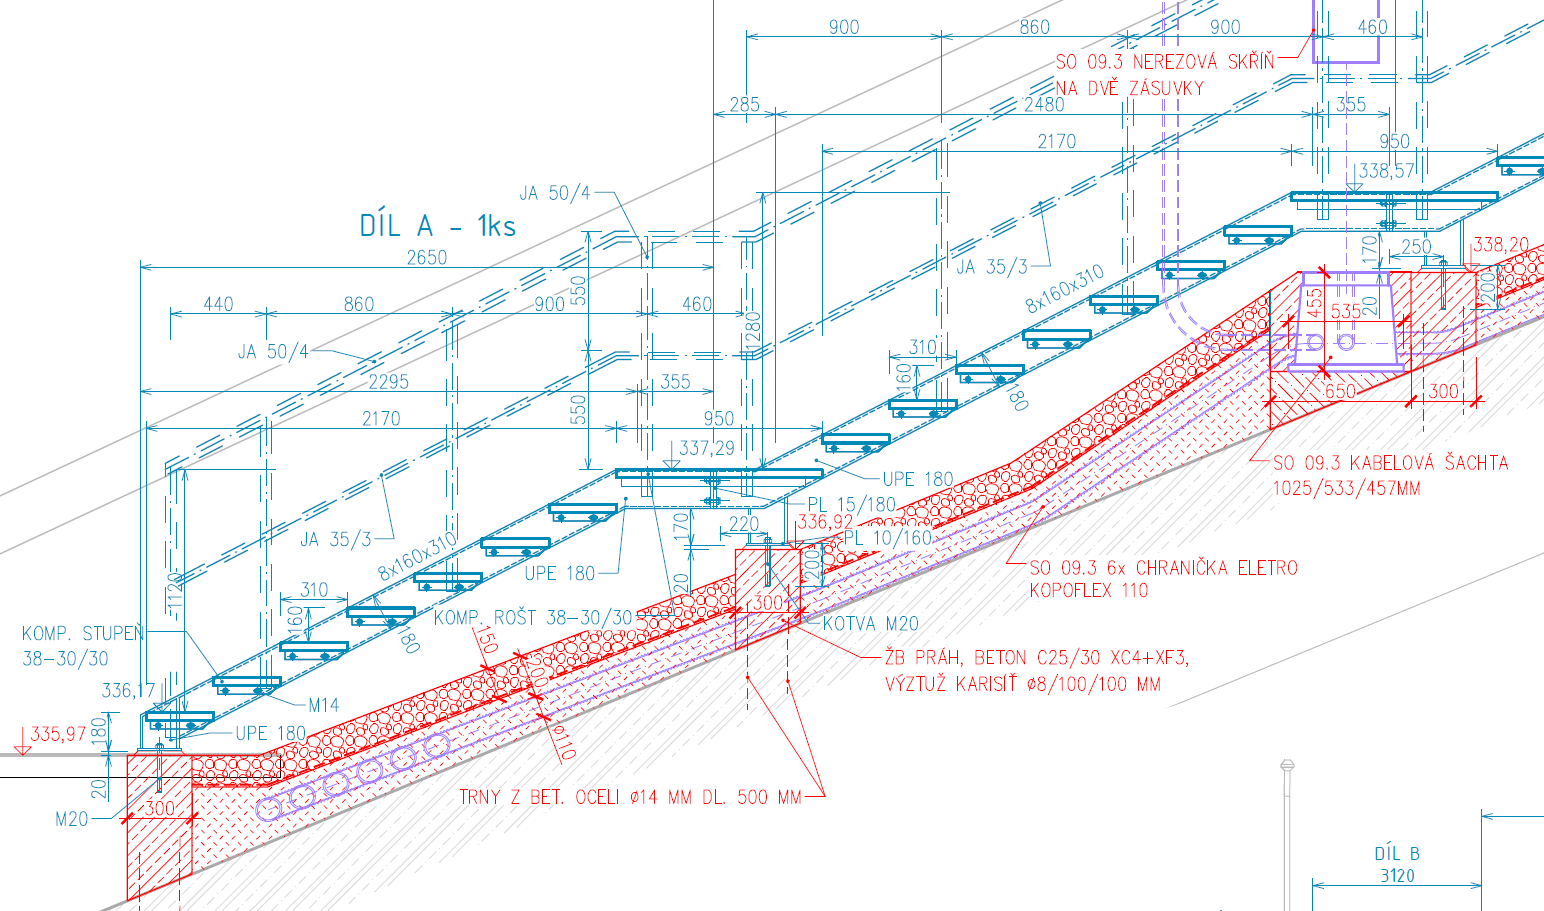 900
860
900
460
SO 09.3 NEREZOVÁ SKŘÍŇ
NA DVĚ ZÁSUVKY
285
2480
355
2170
950
338,57
JA 50/4
DÍL A - 1ks
2650
550
1280
JA 35/3
8x160x310
170
250
338,20
200
20
455
535
440
860
900
460
JA 50/4
2295
355
310
160
180
650
300
550
2170
950
337,29
UPE 180
SO 09.3 KABELOVÁ ŠACHTA
1025/533/457MM
PL 15/180
220
336,92
PL 10/160
170
20
200
JA 35/3
8x160x310
UPE 180
SO 09.3 6x CHRANIČKA ELETRO
KOPOFLEX 110
1120
310
160
180
KOMP. ROŠT 38-30/30
300
KOTVA M20
KOMP. STUPEŇ
38-30/30
150
200
ŽB PRÁH, BETON C25/30 XC4+XF3,
VÝZTUŽ KARISÍŤ ø8/100/100 MM
336,17
M14
UPE 180
335,97
180
ø110
20
300
M20
TRNY Z BET. OCELI ø14 MM DL. 500 MM
DÍL B
3120